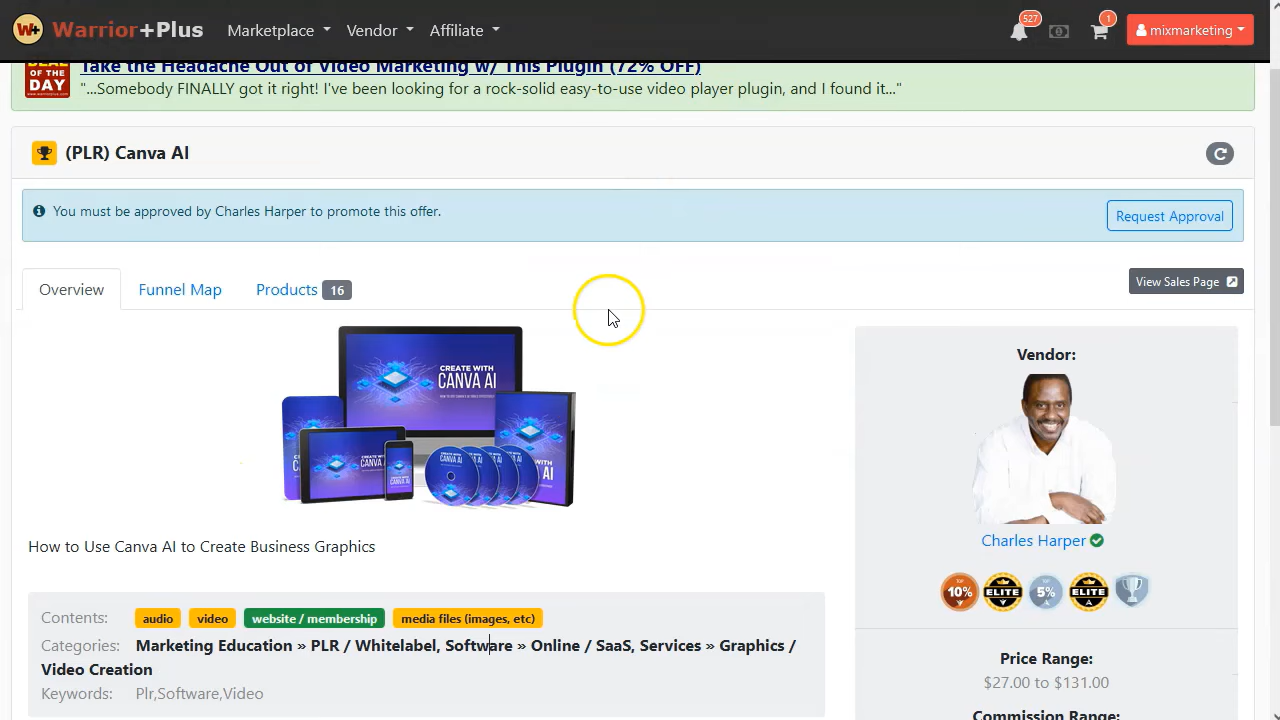 Warrior+Plus Marketplace Vendor Affiliate 527 1 mixmarketing
DEAL OF THE DAY
Take the Headache Out of Video Marketing w/ This Plugin (72% OFF)
"...Somebody FINALLY got it right! I've been looking for a rock-solid easy-to-use video player plugin, and I found it..."
(PLR) Canva AI
You must be approved by Charles Harper to promote this offer. Request Approval
Overview Funnel Map Products 16 View Sales Page
CREATE WITH
CANVA AI
Vendor:
Charles Harper
TOP 10% ELITE V TOP 5% A ELITE A
How to Use Canva AI to Create Business Graphics
Contents: audio video website / membership media files (images, etc)
Categories: Marketing Education » PLR / Whitelabel, Software » Online / SaaS, Services » Graphics /
Video Creation
Keywords: Plr,Software,Video
Price Range:
$27.00 to $131.00
Commission Range: